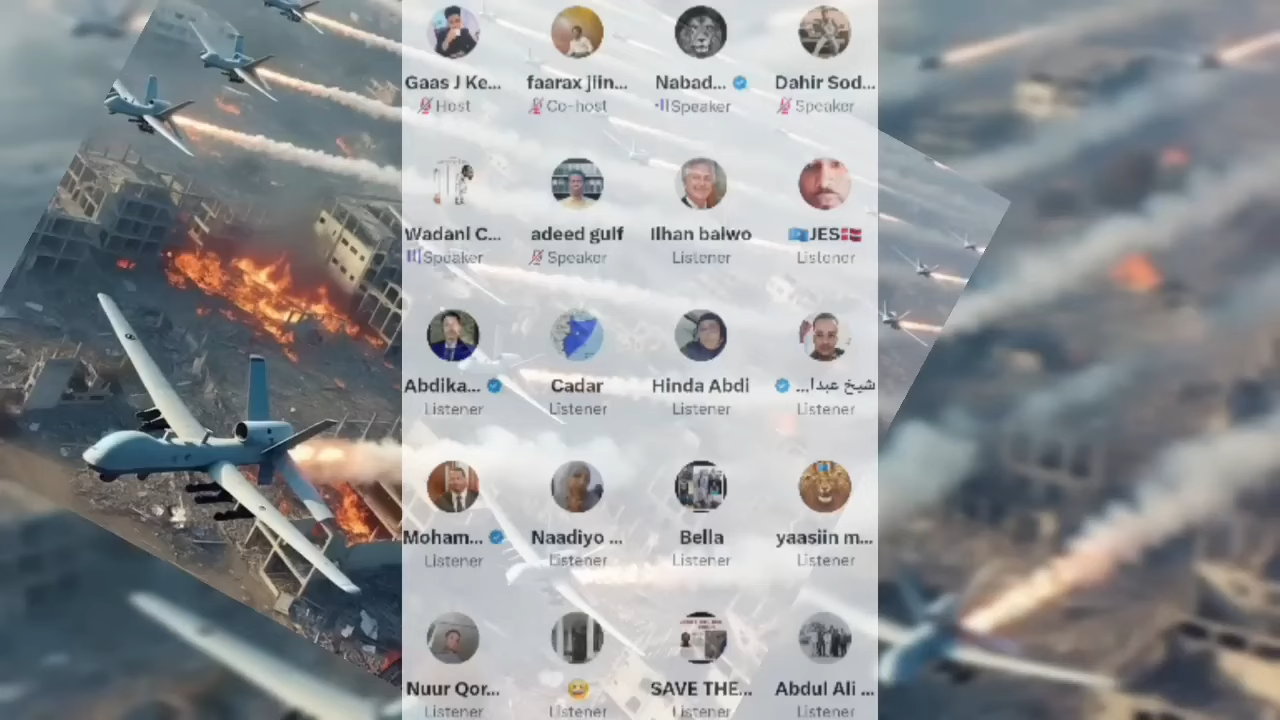 Gaas J Ke... faarax jiin... Nabad... Dahir Sod...
Host Co-host Speaker Speaker
Wadani C... adeed gulf Ilhan balwo JES
Speaker Speaker Listener Listener
Abdika... Cadar Hinda Abdi شيخ عبدا...
Listener Listener Listener Listener
Moham... Naadiyo ... Bella yaasiin m...
Listener Listener Listener Listener
Nuur Qor... 😆 SAVE THE... Abdul Ali ...
Listener Listener Listener Listener